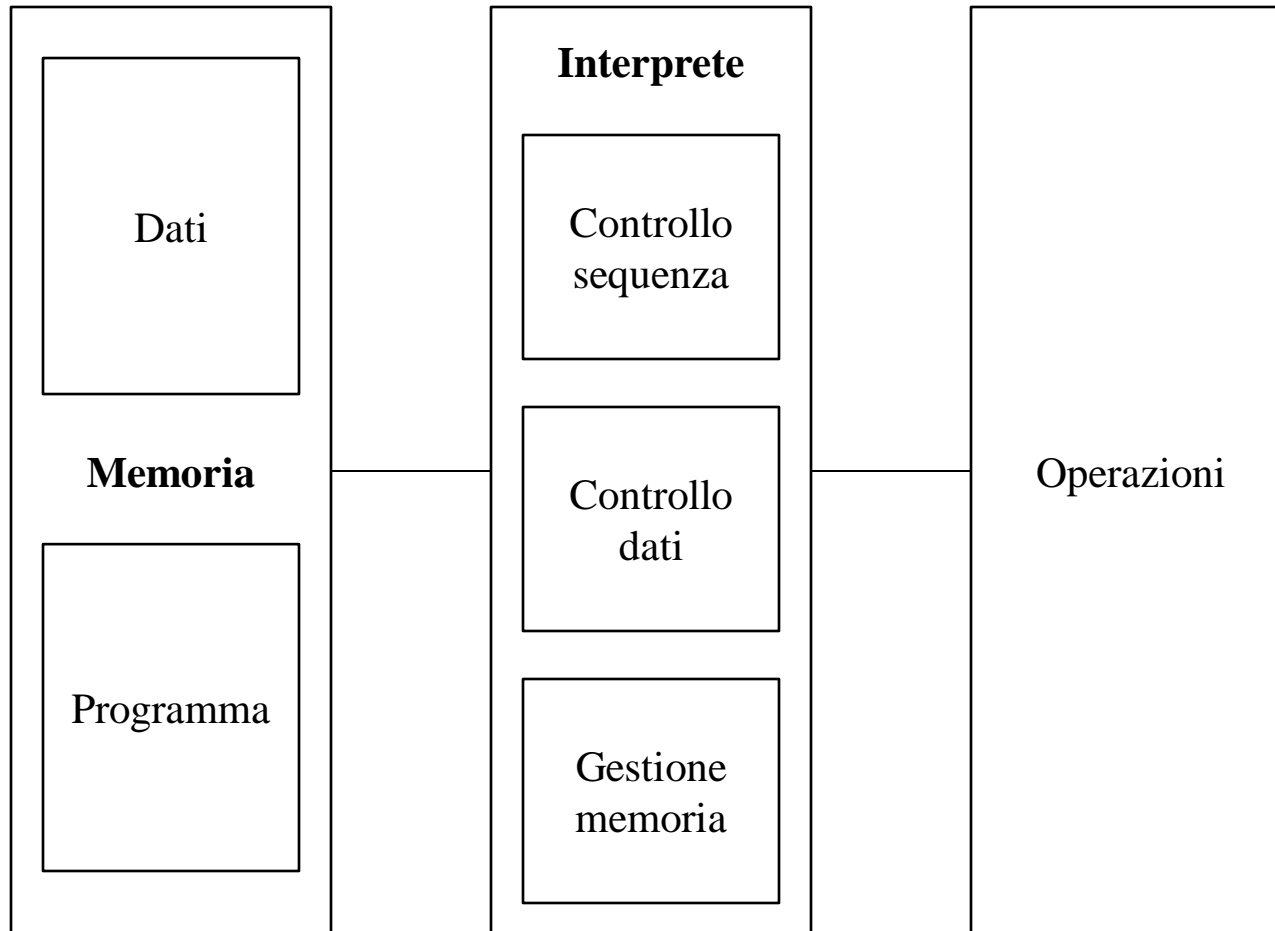 Dati
Memoria
Programma
Interprete
Controllo
sequenza
Controllo
dati
Gestione
memoria
Operazioni